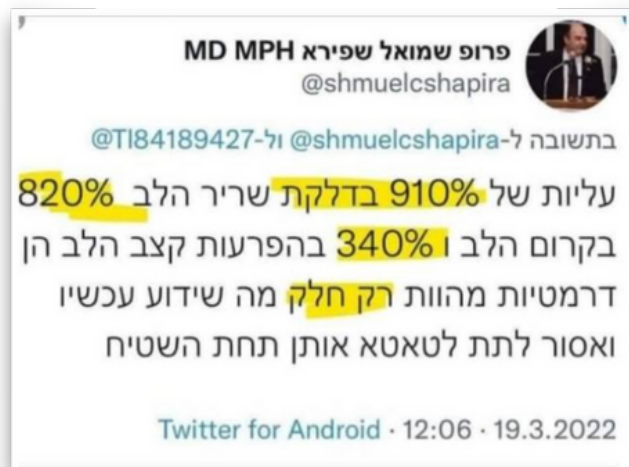 פרופ שמואל שפירא MD MPH
@shmuelcshapira
בתשובה ל-@shmuelcshapira ול-@TI84189427
עליות של 910% בדלקת שריר הלב 820%
בקרום הלב ו 340% בהפרעות קצב הלב הן
דרמטיות מהוות רק חלק מה שידוע עכשיו
ואסור לתת לטאטא אותן תחת השטיח
Twitter for Android · 12:06 · 19.3.2022